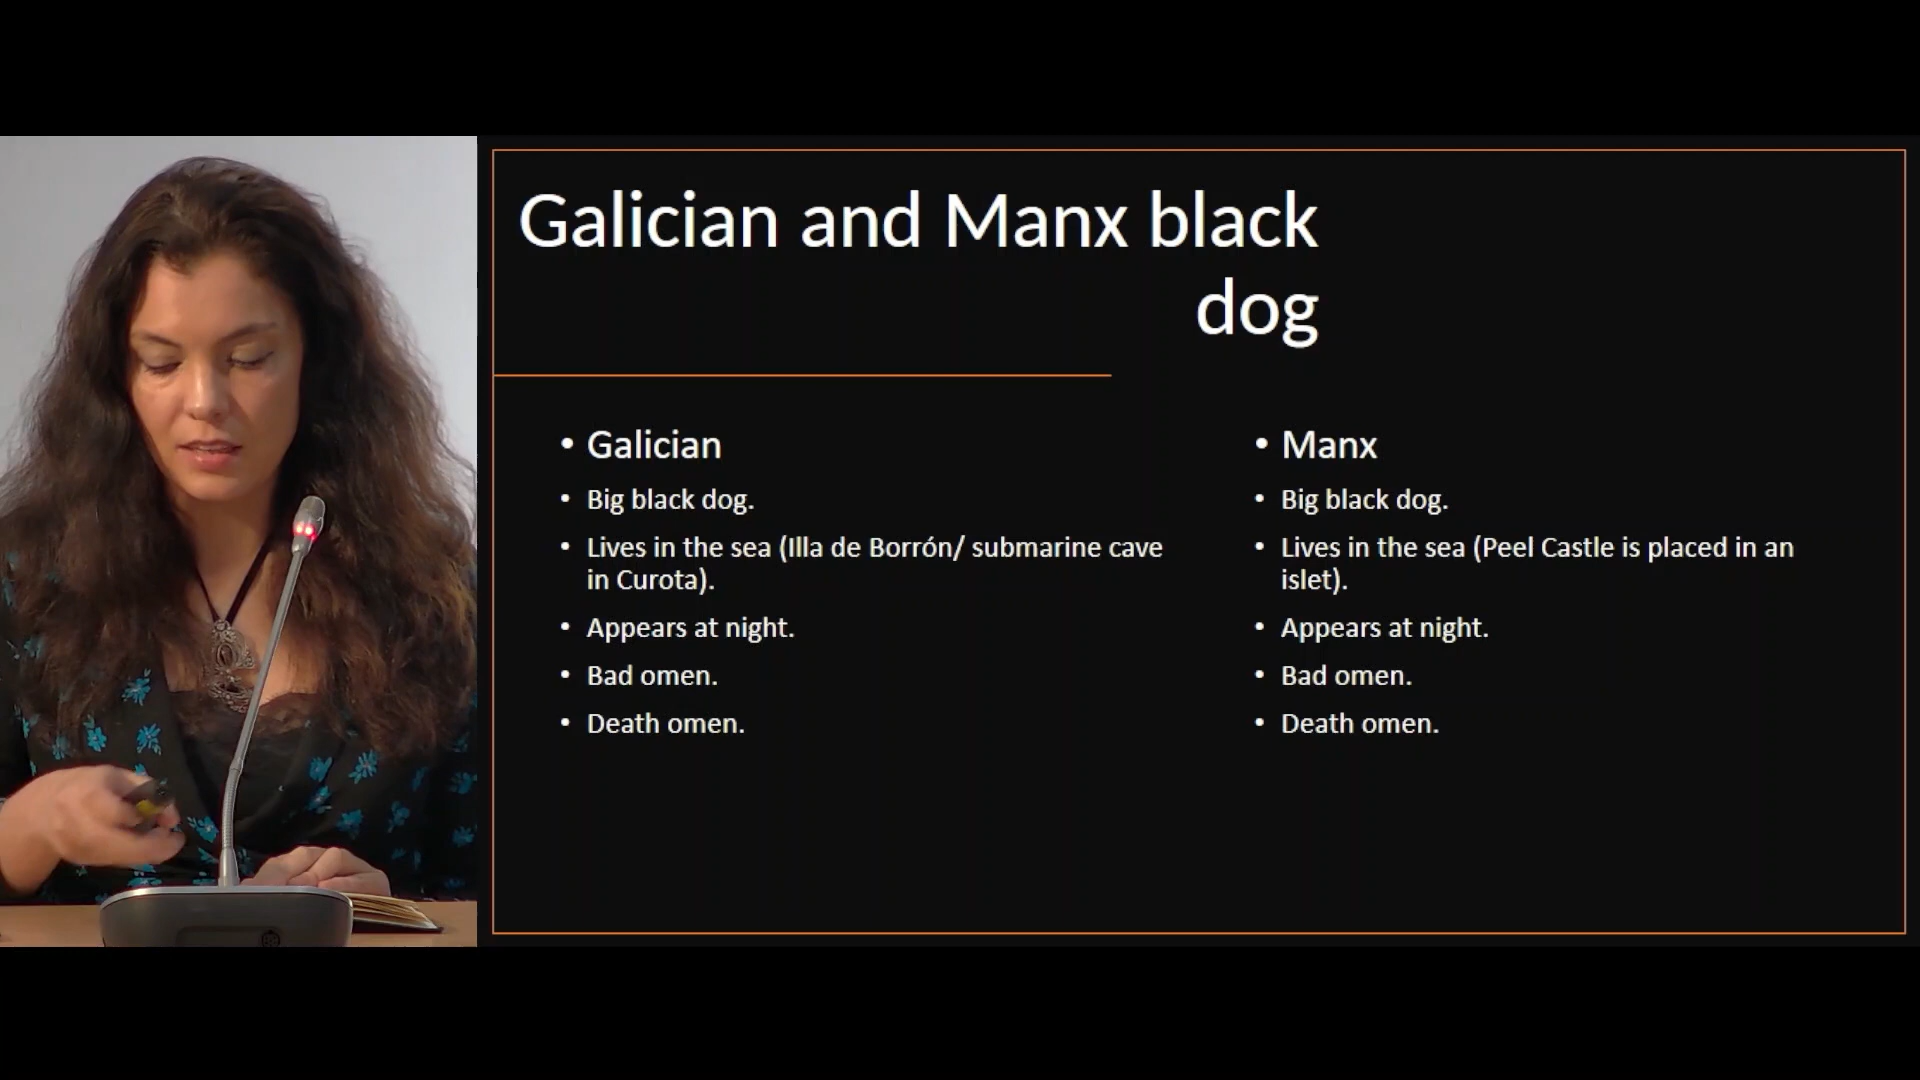 Galician and Manx black
dog
• Galician
• Big black dog.
• Lives in the sea (Illa de Borrón/ submarine cave
in Curota).
• Appears at night.
• Bad omen.
• Death omen.
• Manx
• Big black dog.
• Lives in the sea (Peel Castle is placed in an
islet).
• Appears at night.
• Bad omen.
• Death omen.